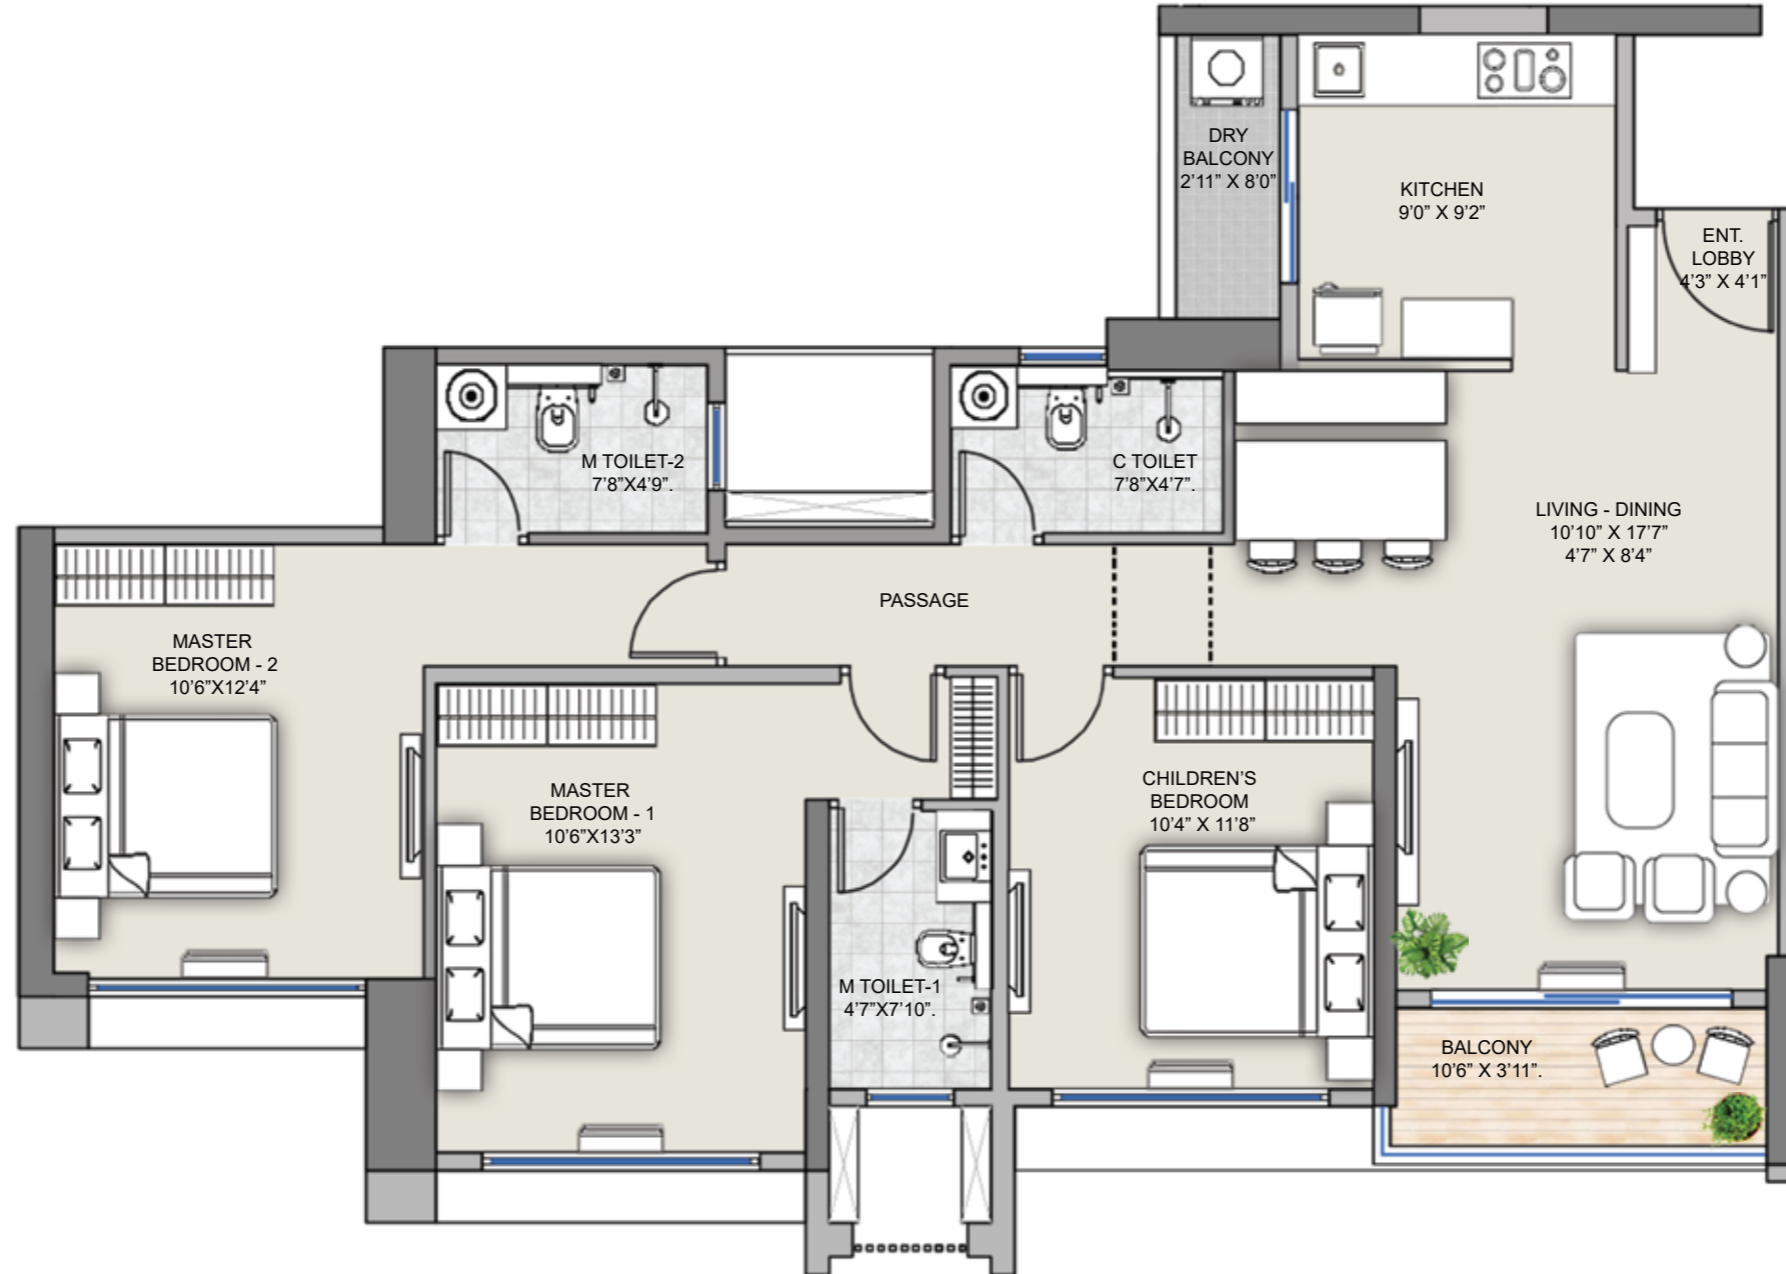 DRY
BALCONY
2'11” X 8'0”
KITCHEN
9'0” X 9'2”
ENT.
LOBBY
4'3” X 4'1”
M TOILET-2
7'8”X4'9”.
C TOILET
7'8”X4'7”.
LIVING - DINING
10'10” X 17'7”
4'7” X 8'4”
PASSAGE
MASTER
BEDROOM - 2
10'6”X12'4”
MASTER
BEDROOM - 1
10'6”X13'3”
CHILDREN'S
BEDROOM
10'4” X 11'8”
M TOILET-1
4'7”X7'10”.
BALCONY
10'6” X 3'11”.